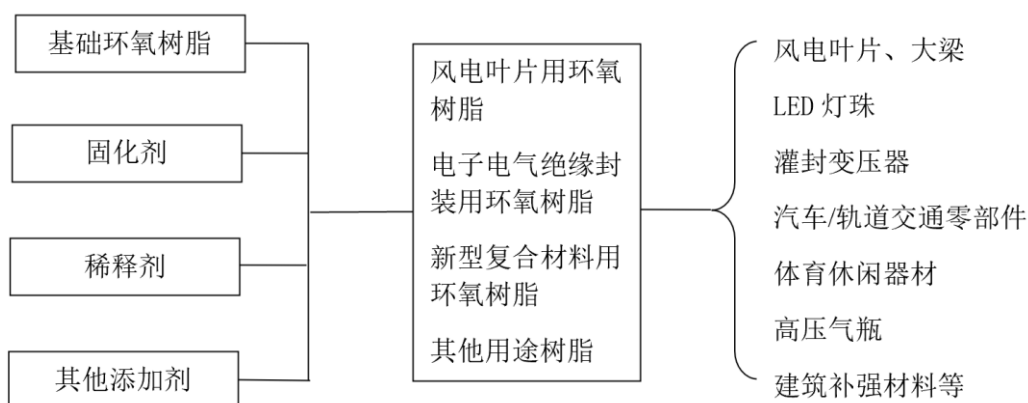 基础环氧树脂
固化剂
稀释剂
其他添加剂
风电叶片用环氧
树脂
电子电气绝缘封
装用环氧树脂
新型复合材料用
环氧树脂
其他用途树脂
风电叶片、大梁
LED 灯珠
灌封变压器
汽车/轨道交通零部件
体育休闲器材
高压气瓶
建筑补强材料等